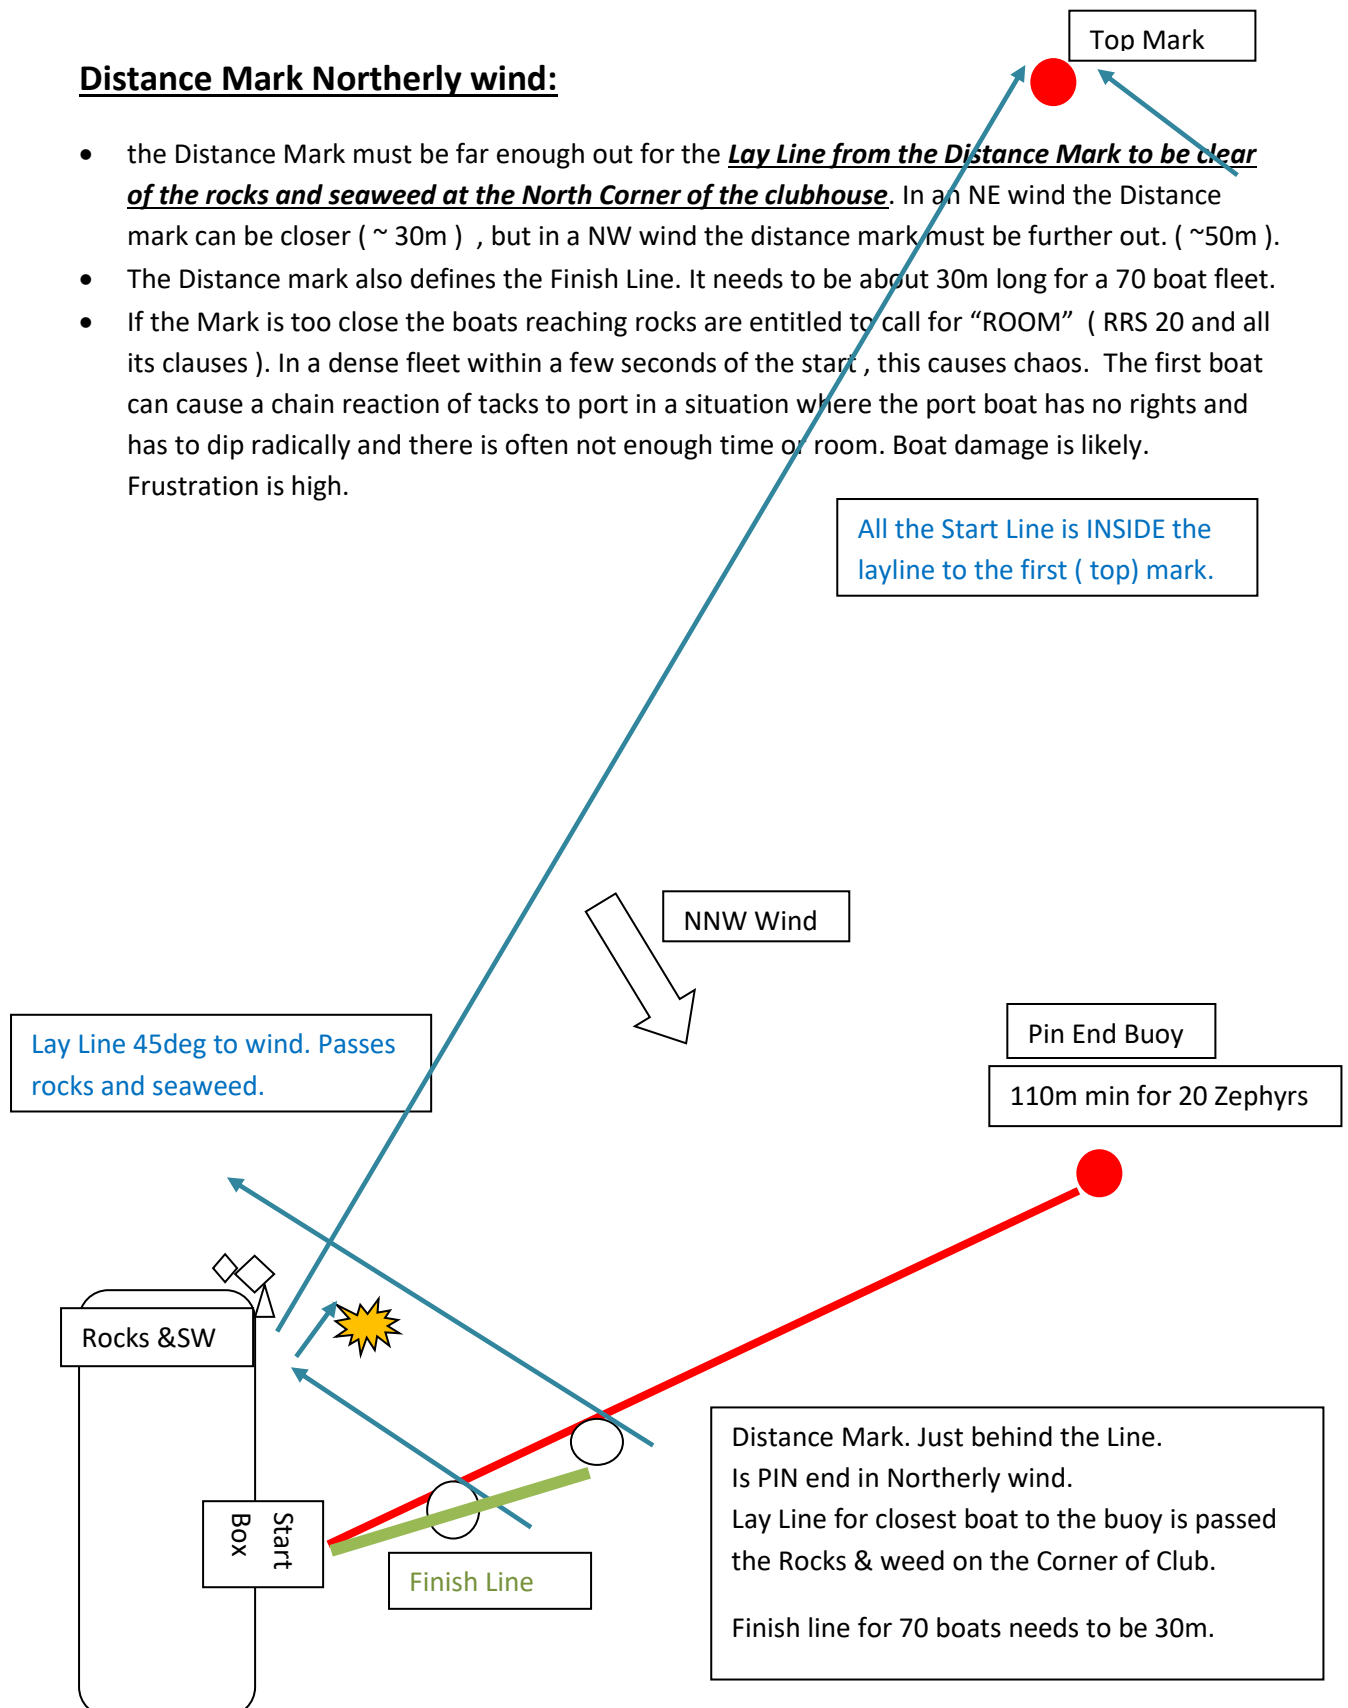 Top Mark
Distance Mark Northerly wind:
• the Distance Mark must be far enough out for the Lay Line from the Distance Mark to be clear
of the rocks and seaweed at the North Corner of the clubhouse. In an NE wind the Distance
mark can be closer ( ~ 30m ) , but in a NW wind the distance mark must be further out. ( ~50m ).
• The Distance mark also defines the Finish Line. It needs to be about 30m long for a 70 boat fleet.
• If the Mark is too close the boats reaching rocks are entitled to call for “ROOM” ( RRS 20 and all
its clauses ). In a dense fleet within a few seconds of the start , this causes chaos. The first boat
can cause a chain reaction of tacks to port in a situation where the port boat has no rights and
has to dip radically and there is often not enough time or room. Boat damage is likely.
Frustration is high.
All the Start Line is INSIDE the
layline to the first ( top) mark.
NNW Wind
Lay Line 45deg to wind. Passes
rocks and seaweed.
Pin End Buoy
110m min for 20 Zephyrs
Rocks &SW
Distance Mark. Just behind the Line.
Is PIN end in Northerly wind.
Lay Line for closest boat to the buoy is passed
the Rocks & weed on the Corner of Club.
Finish line for 70 boats needs to be 30m.
Start
Box
Finish Line